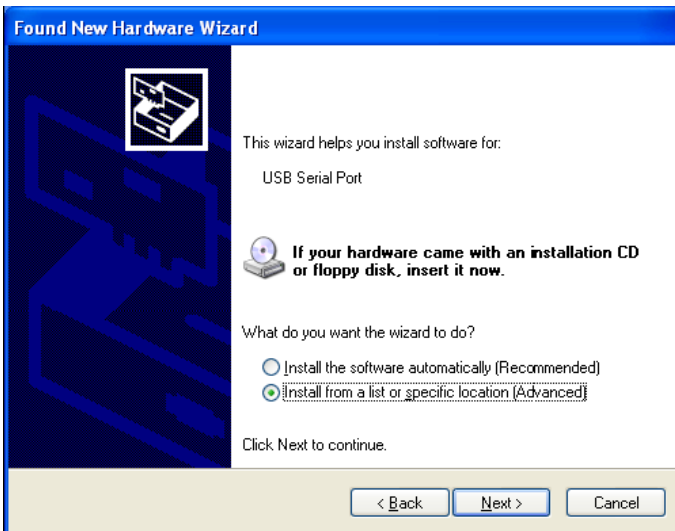 Found New Hardware Wizard
This wizard helps you install software for:
USB Serial Port
If your hardware came with an installation CD
or floppy disk, insert it now.
What do you want the wizard to do?
Install the software automatically (Recommended)
Install from a list or specific location (Advanced)
Click Next to continue.
< Back
Next >
Cancel